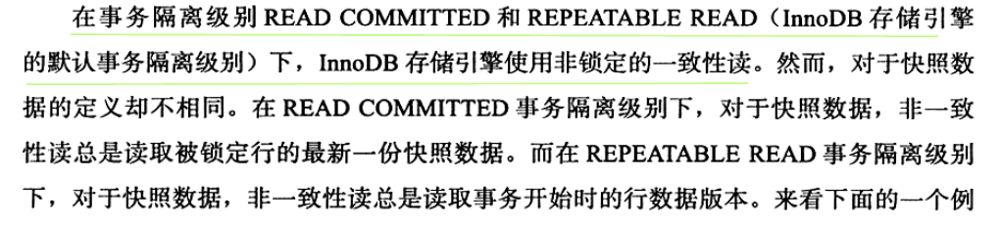 在事务隔离级别 READ COMMITTED 和 REPEATABLE READ（InnoDB 存储引擎
的默认事务隔离级别）下，InnoDB 存储引擎使用非锁定的一致性读。然而，对于快照数
据的定义却不相同。在 READ COMMITTED 事务隔离级别下，对于快照数据，非一致
性读总是读取被锁定行的最新一份快照数据。而在 REPEATABLE READ 事务隔离级别
下，对于快照数据，非一致性读总是读取事务开始时的行数据版本。来看下面的一个例